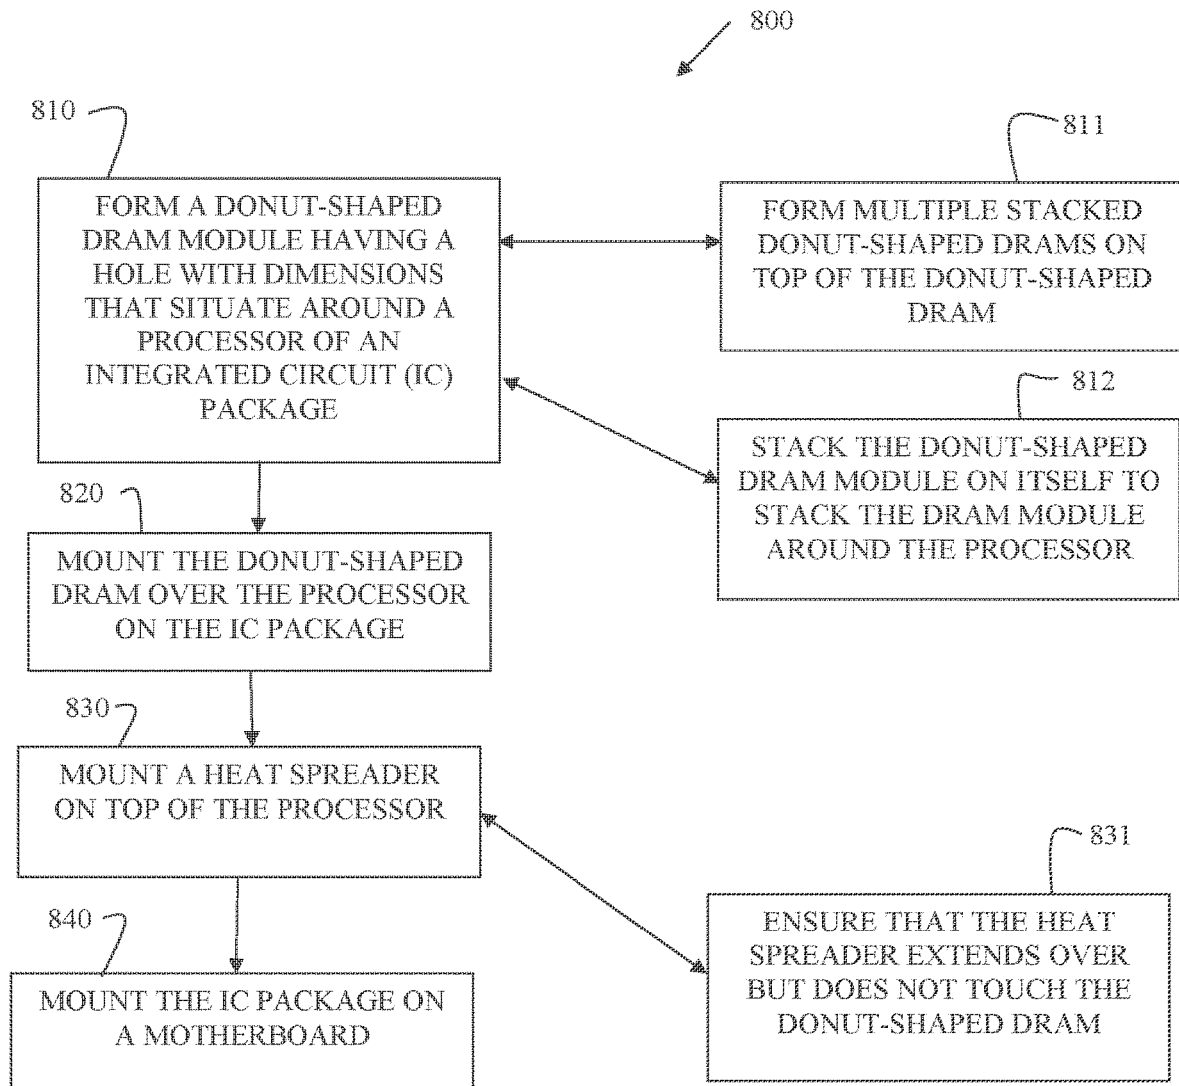 800
810
FORM A DONUT-SHAPED
DRAM MODULE HAVING A
HOLE WITH DIMENSIONS
THAT SITUATE AROUND A
PROCESSOR OF AN
INTEGRATED CIRCUIT (IC)
PACKAGE
811
FORM MULTIPLE STACKED
DONUT-SHAPED DRAMS ON
TOP OF THE DONUT-SHAPED
DRAM
812
STACK THE DONUT-SHAPED
DRAM MODULE ON ITSELF TO
STACK THE DRAM MODULE
AROUND THE PROCESSOR
820
MOUNT THE DONUT-SHAPED
DRAM OVER THE PROCESSOR
ON THE IC PACKAGE
830
MOUNT A HEAT SPREADER
ON TOP OF THE PROCESSOR
831
ENSURE THAT THE HEAT
SPREADER EXTENDS OVER
BUT DOES NOT TOUCH THE
DONUT-SHAPED DRAM
840
MOUNT THE IC PACKAGE ON
A MOTHERBOARD